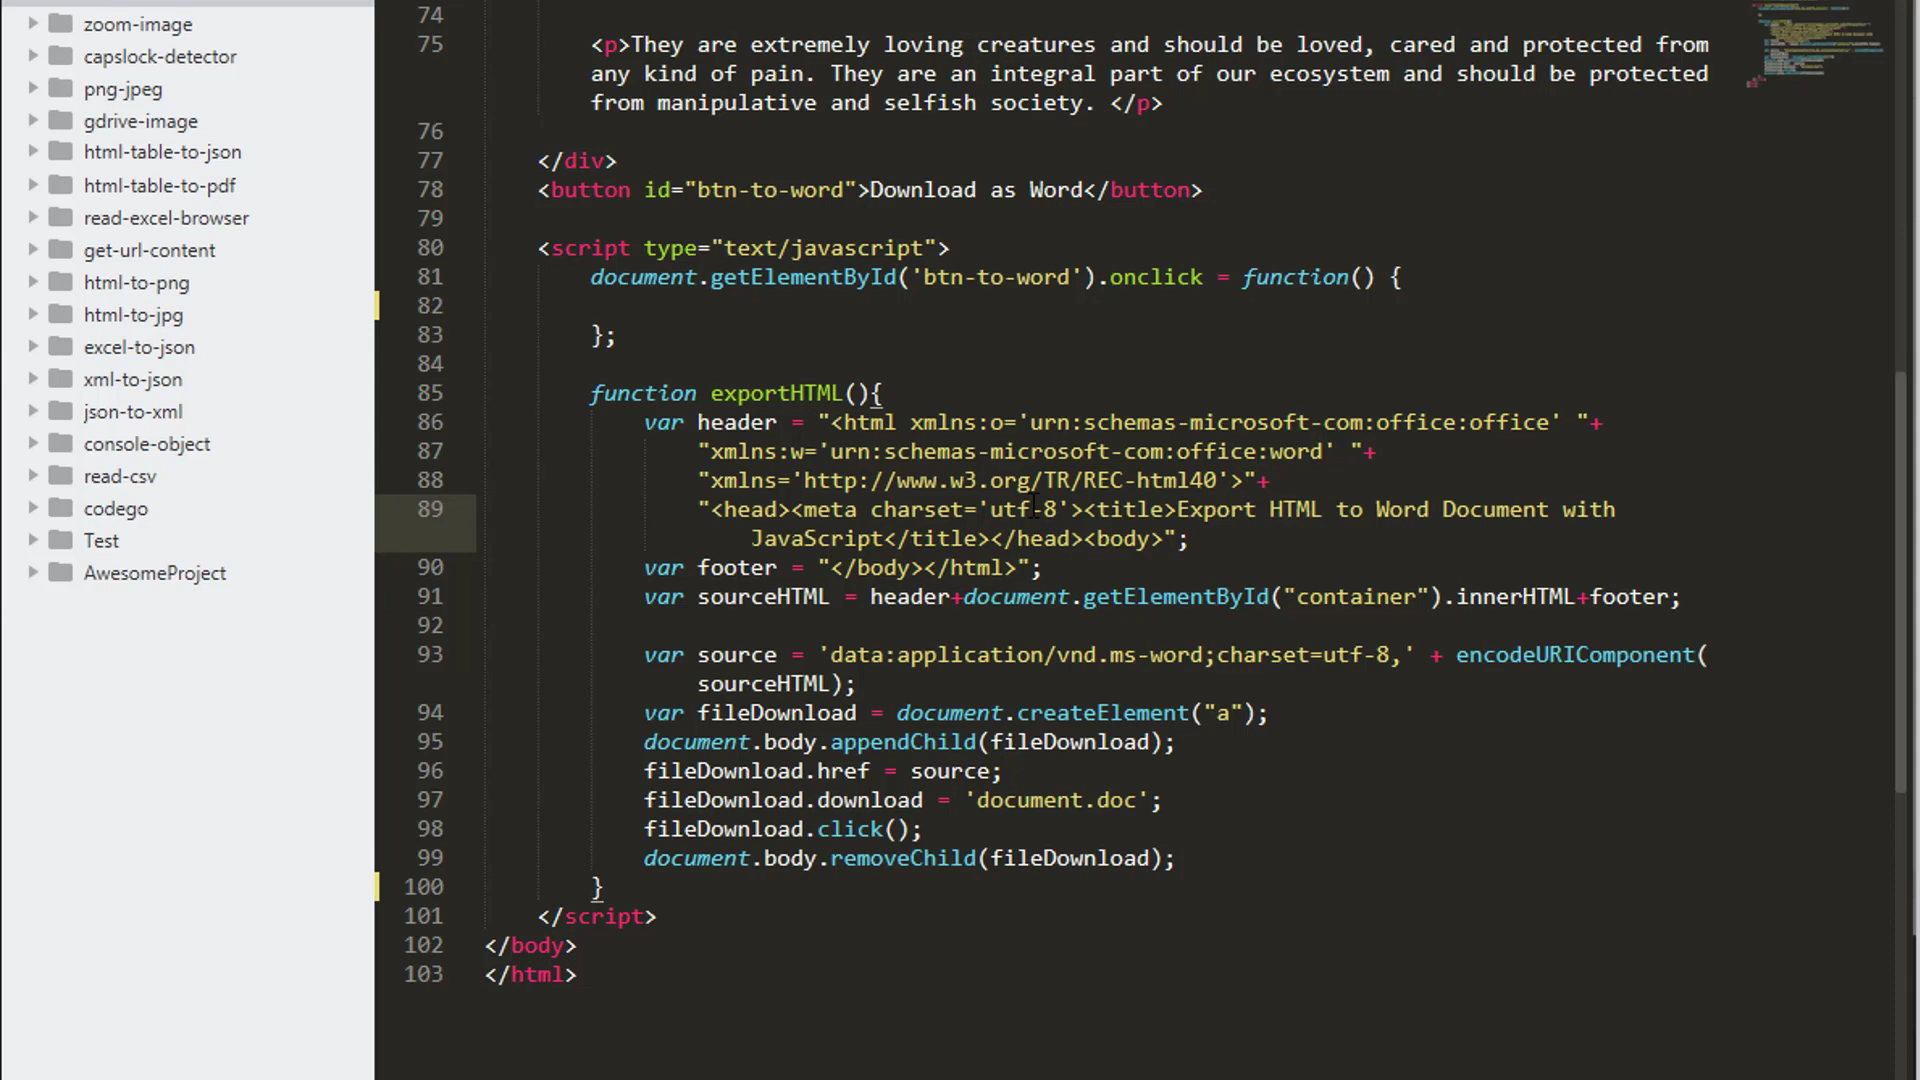 zoom-image
capslock-detector
png-jpeg
gdrive-image
html-table-to-json
html-table-to-pdf
read-excel-browser
get-url-content
html-to-png
html-to-jpg
excel-to-json
xml-to-json
json-to-xml
console-object
read-csv
codego
Test
AwesomeProject
74
75 <p>They are extremely loving creatures and should be loved, cared and protected from
any kind of pain. They are an integral part of our ecosystem and should be protected
from manipulative and selfish society. </p>
76
77 </div>
78 <button id="btn-to-word">Download as Word</button>
79
80 <script type="text/javascript">
81 document.getElementById('btn-to-word').onclick = function() {
82
83 };
84
85 function exportHTML(){
86 var header = "<html xmlns:o='urn:schemas-microsoft-com:office:office' "+
87 "xmlns:w='urn:schemas-microsoft-com:office:word' "+
88 "xmlns='http://www.w3.org/TR/REC-html40'>"+
89 "<head><meta charset='utf-8'><title>Export HTML to Word Document with
JavaScript</title></head><body>";
90 var footer = "</body></html>";
91 var sourceHTML = header+document.getElementById("container").innerHTML+footer;
92
93 var source = 'data:application/vnd.ms-word;charset=utf-8,' + encodeURIComponent(
sourceHTML);
94 var fileDownload = document.createElement("a");
95 document.body.appendChild(fileDownload);
96 fileDownload.href = source;
97 fileDownload.download = 'document.doc';
98 fileDownload.click();
99 document.body.removeChild(fileDownload);
100 }
101 </script>
102 </body>
103 </html>